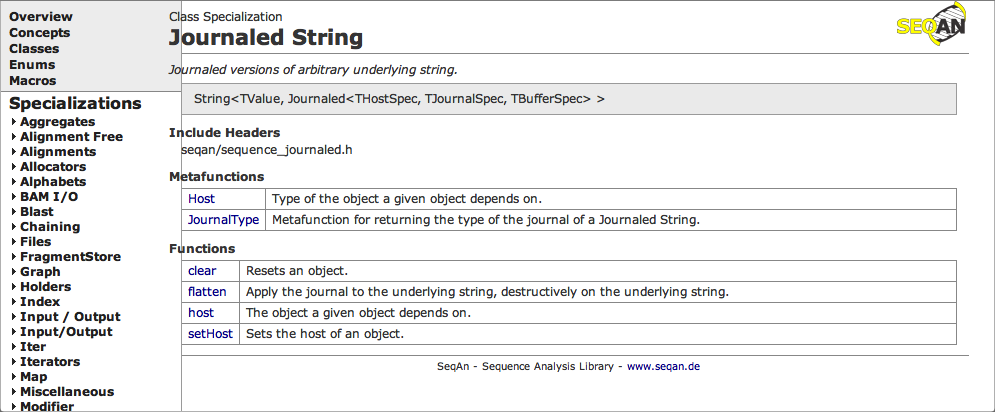 Overview
Concepts
Classes
Enums
Macros
Specializations
Aggregates
Alignment Free
Alignments
Allocators
Alphabets
BAM I/O
Blast
Chaining
Files
FragmentStore
Graph
Holders
Index
Input / Output
Input/Output
Iter
Iterators
Map
Miscellaneous
Modifier
Class Specialization
Journaled String
SEQAN
Journaled versions of arbitrary underlying string.
String<TValue, Journaled<THostSpec, TJournalSpec, TBufferSpec> >
Include Headers
seqan/sequence_journaled.h
Metafunctions
Host Type of the object a given object depends on.
JournalType Metafunction for returning the type of the journal of a Journaled String.
Functions
clear Resets an object.
flatten Apply the journal to the underlying string, destructively on the underlying string.
host The object a given object depends on.
setHost Sets the host of an object.
SeqAn - Sequence Analysis Library - www.seqan.de